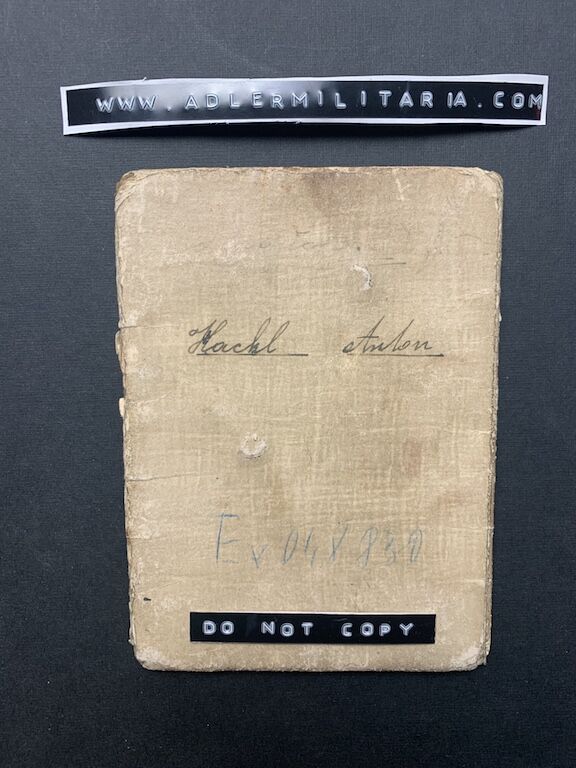 WWW.ADLERMILITARIA.COM
Hackl Anton
DO NOT COPY